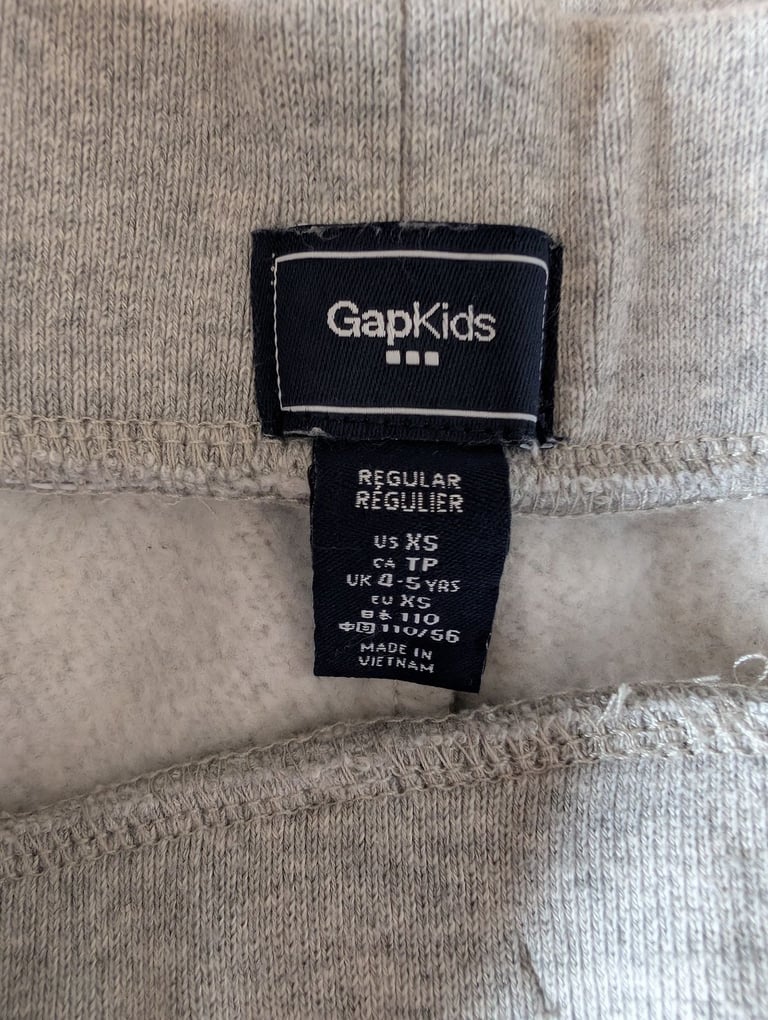 GapKids
REGULAR
RÉGULIER
US XS
CA TP
UK 4-5 YRS
EU XS
日本 110
中国 110/56
MADE IN
VIETNAM